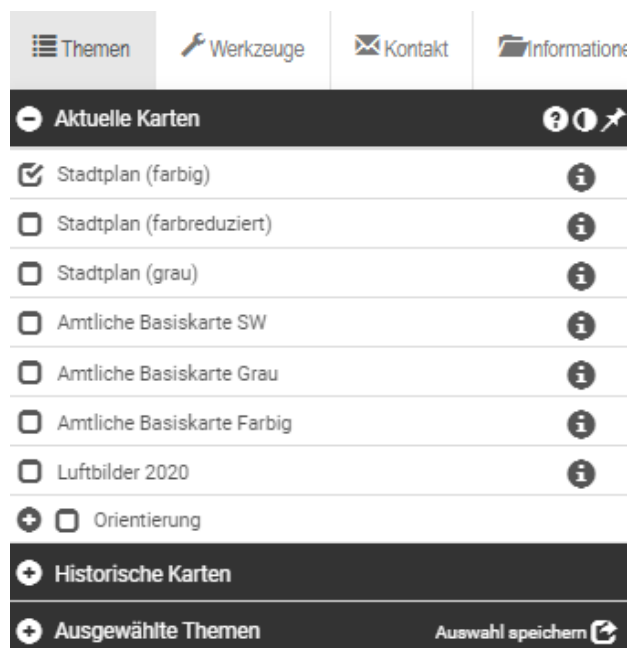 Themen Werkzeuge Kontakt Informatione
Aktuelle Karten
Stadtplan (farbig)
Stadtplan (farbreduziert)
Stadtplan (grau)
Amtliche Basiskarte SW
Amtliche Basiskarte Grau
Amtliche Basiskarte Farbig
Luftbilder 2020
Orientierung
Historische Karten
Ausgewählte Themen Auswahl speichern